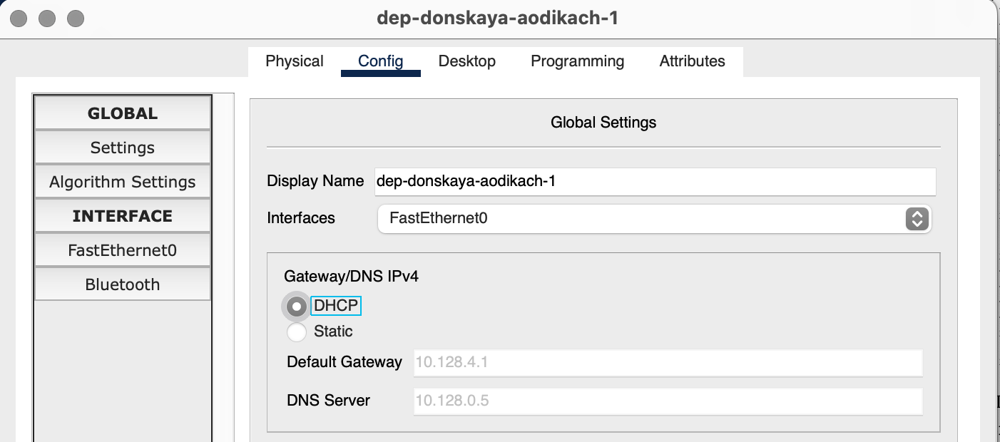 dep-donskaya-aodikach-1
Physical Config Desktop Programming Attributes
GLOBAL
Settings
Algorithm Settings
INTERFACE
FastEthernet0
Bluetooth
Global Settings
Display Name dep-donskaya-aodikach-1
Interfaces FastEthernet0
Gateway/DNS IPv4
DHCP
Static
Default Gateway 10.128.4.1
DNS Server 10.128.0.5